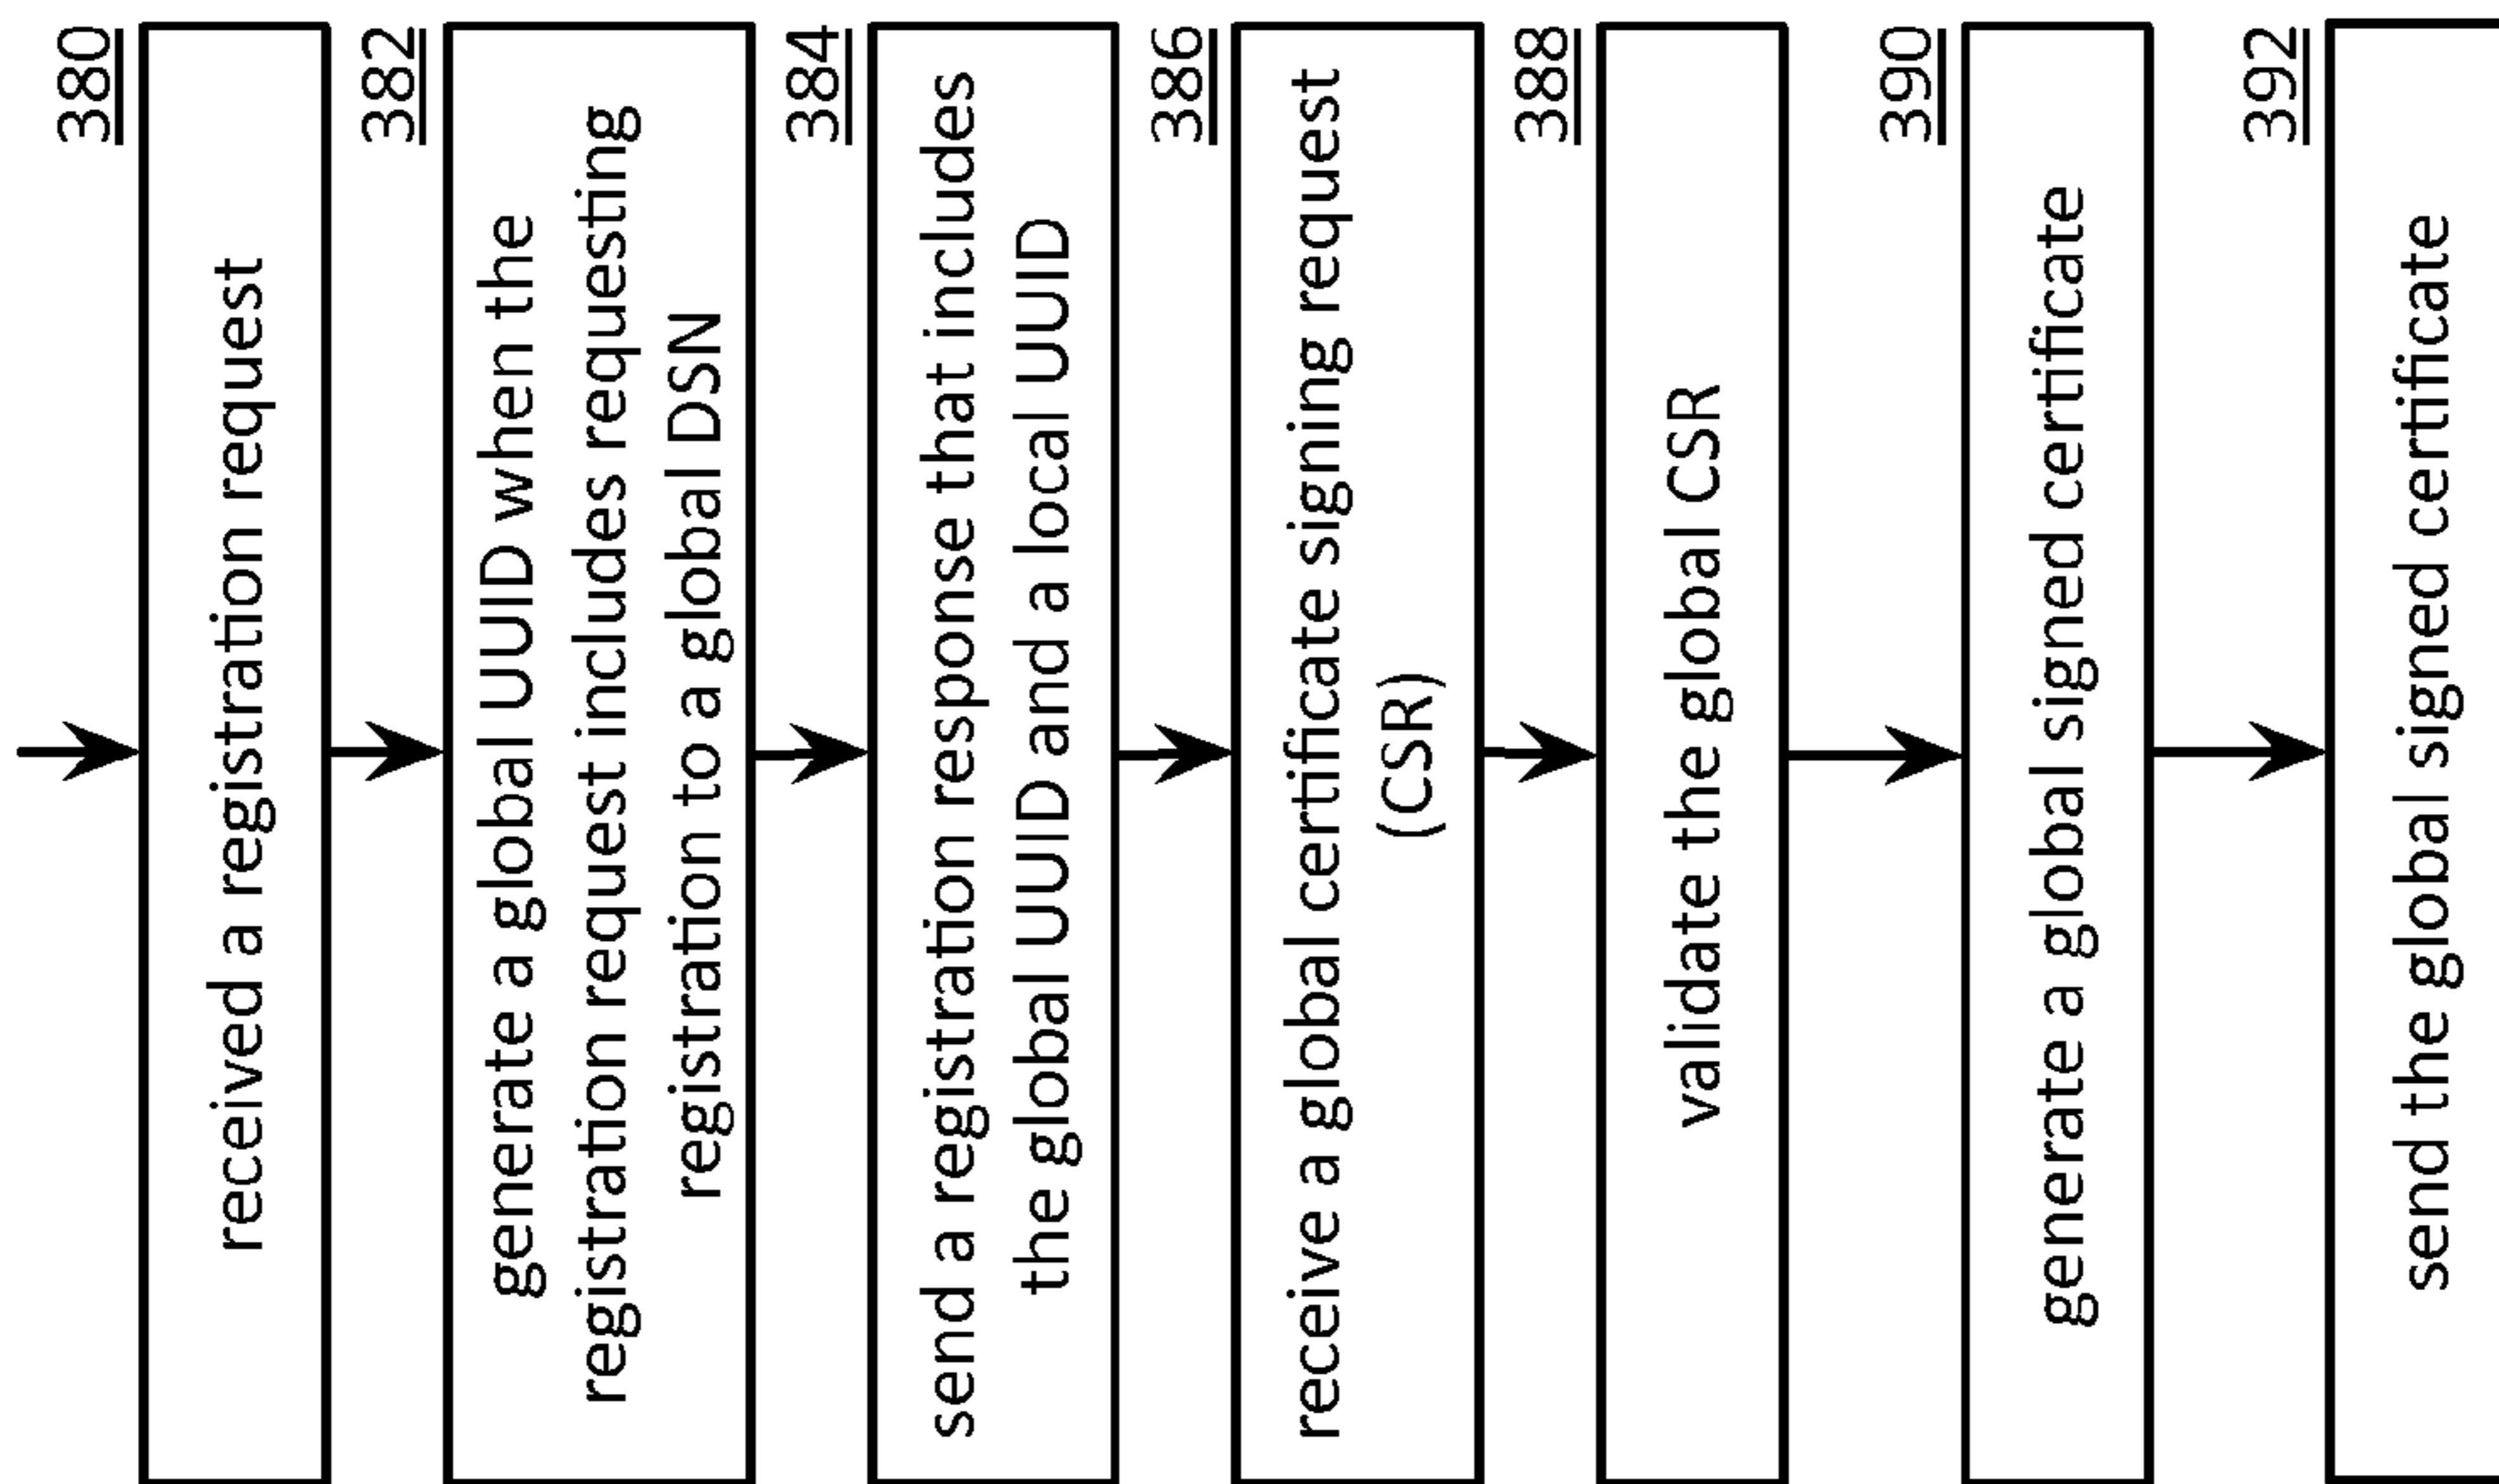 380
received a registration request
382
generate a global UUID when the
registration request includes requesting
registration to a global DSN
384
send a registration response that includes
the global UUID and a local UUID
386
receive a global certificate signing request
(CSR)
388
validate the global CSR
390
generate a global signed certificate
392
send the global signed certificate